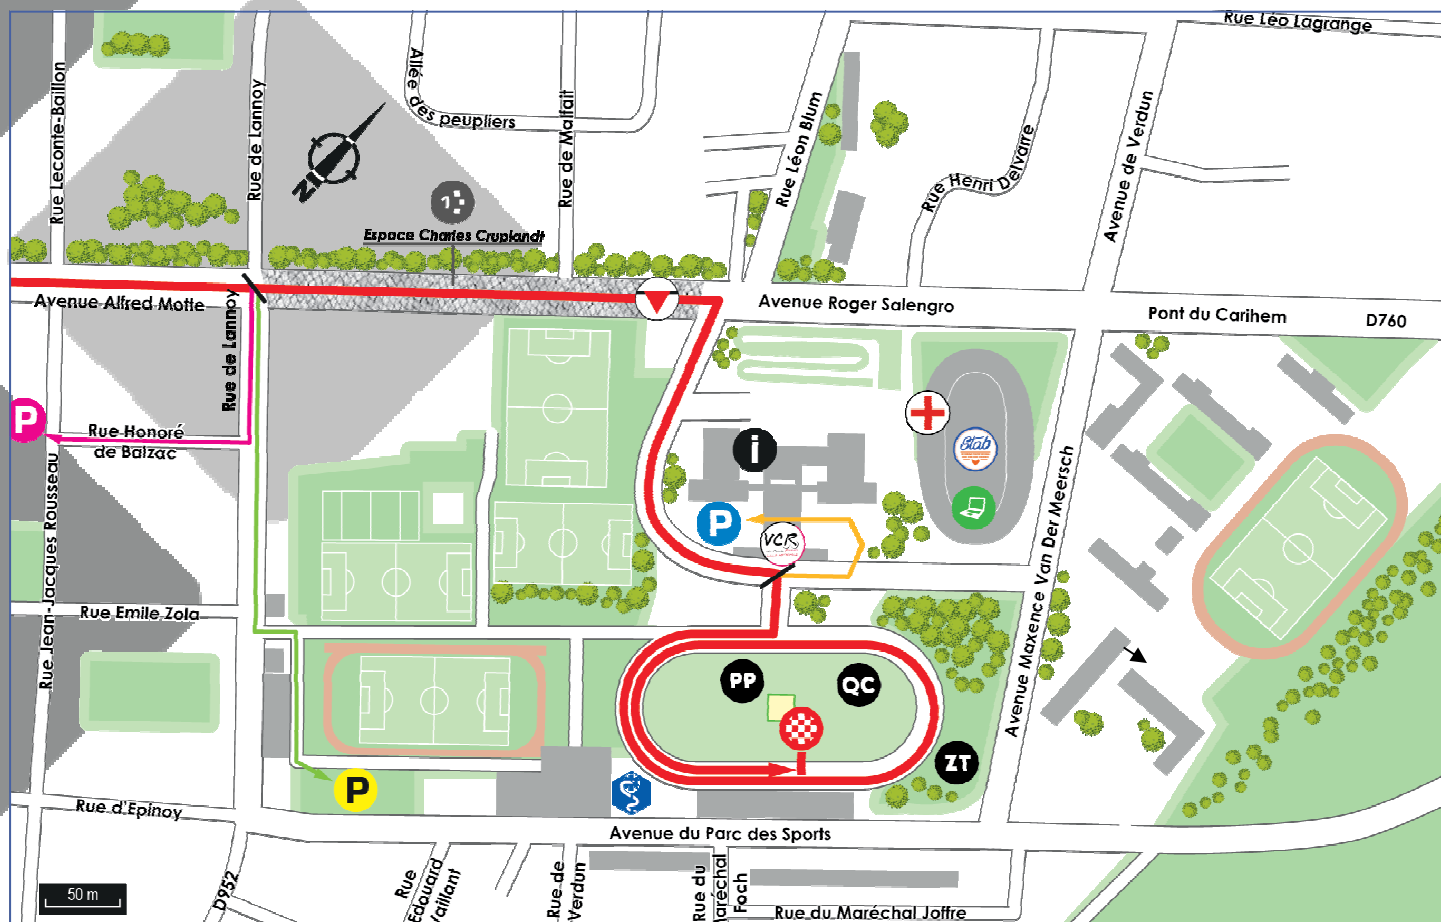 Rue Léo Lagrange
Rue Leconte-Baillon
Rue de Lannoy
Allée des peupliers
Rue de Malfait
Rue Léon Blum
Rue Henri Delvarre
Avenue de Verdun
N
Espace Charles Cruplandt
Avenue Alfred Motte
Rue de Lannoy
Avenue Roger Salengro
Pont du Carihem
D760
P
Rue Honoré
de Balzac
i
Blab
P
VCR
Rue Jean-Jacques Rousseau
Avenue Maxence Van Der Meersch
Rue Emile Zola
PP
QC
ZT
P
Rue d'Epinoy
Avenue du Parc des Sports
D952
Rue
Edouard
Vaillant
Rue de
Verdun
Rue du
Maréchal
Foch
Rue du Maréchal Joffre
50 m